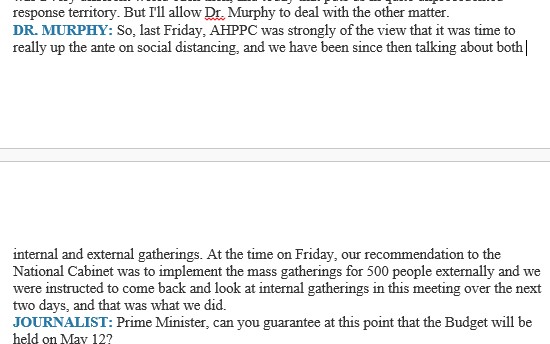 response territory. But I'll allow Dr. Murphy to deal with the other matter.
DR. MURPHY: So, last Friday, AHPPC was strongly of the view that it was time to
really up the ante on social distancing, and we have been since then talking about both
internal and external gatherings. At the time on Friday, our recommendation to the
National Cabinet was to implement the mass gatherings for 500 people externally and we
were instructed to come back and look at internal gatherings in this meeting over the next
two days, and that was what we did.
JOURNALIST: Prime Minister, can you guarantee at this point that the Budget will be
held on May 12?